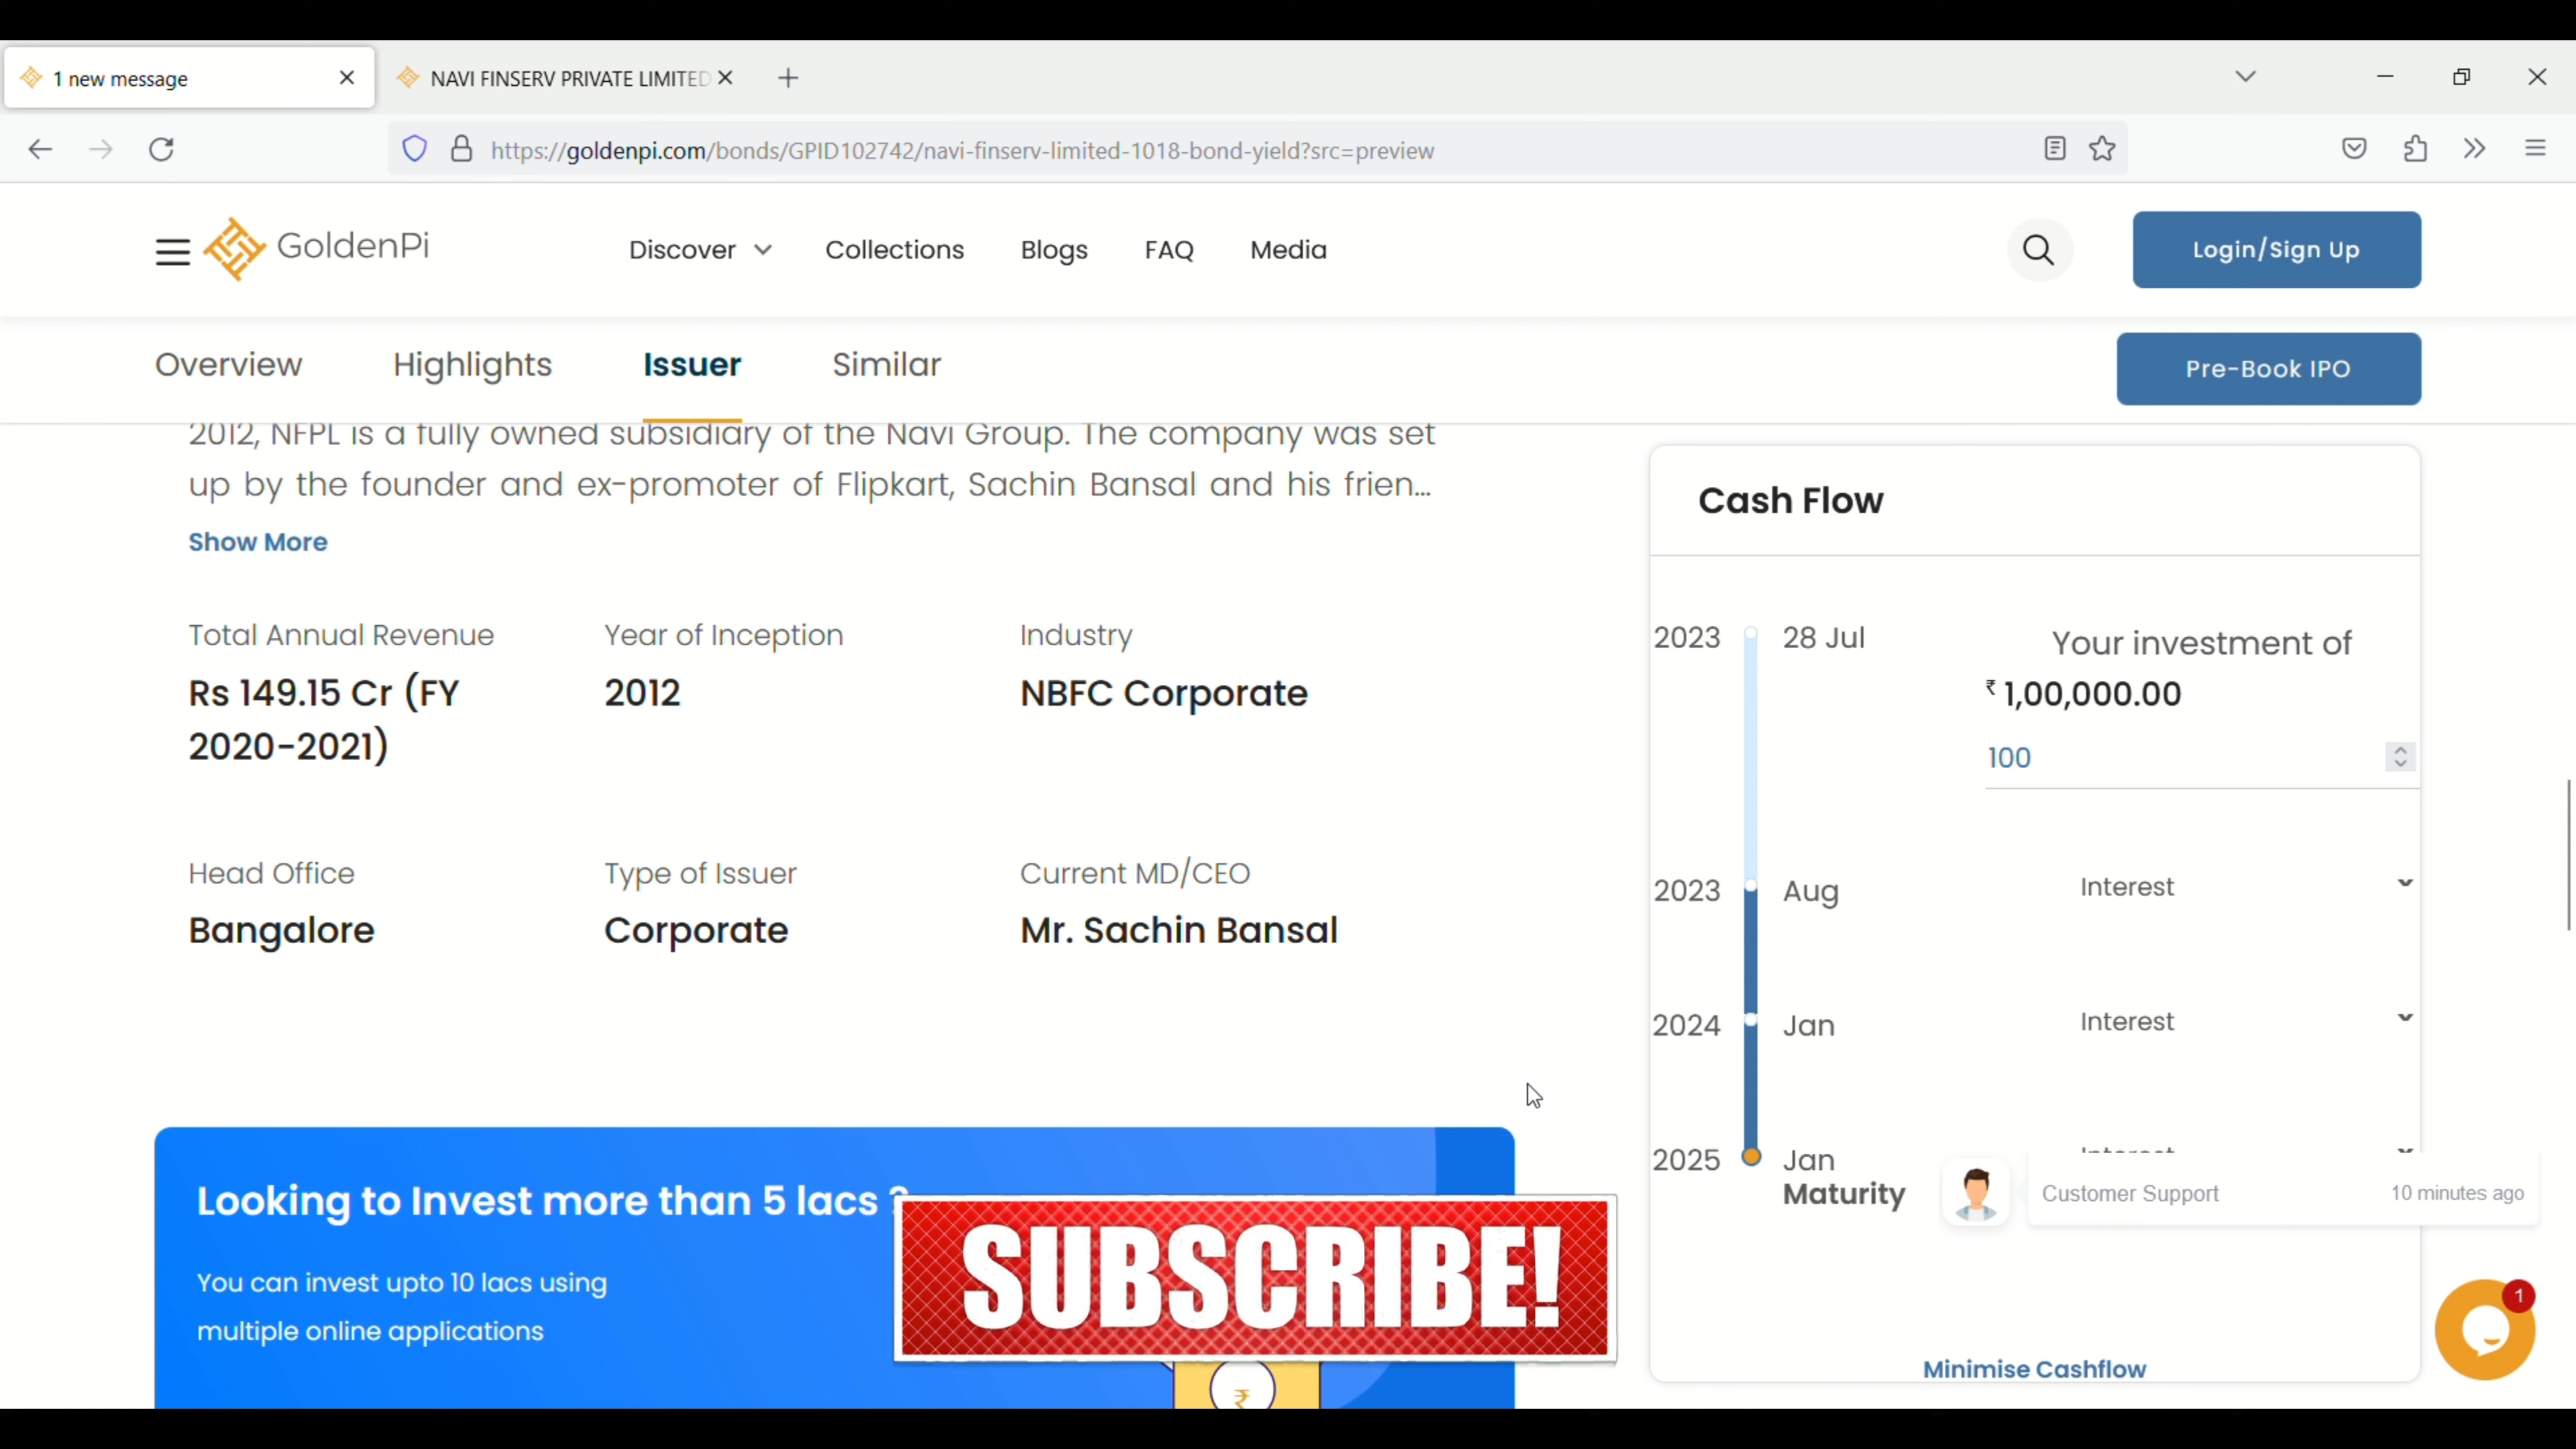 1 new message
NAVI FINSERV PRIVATE LIMITED
https://goldenpi.com/bonds/GPID102742/navi-finserv-limited-1018-bond-yield?src=preview
GoldenPi
Discover
Collections
Blogs
FAQ
Media
Login/Sign Up
Overview
Highlights
Issuer
Similar
Pre-Book IPO
2012, NFPL is a fully owned subsidiary of the Navi Group. The company was set
up by the founder and ex-promoter of Flipkart, Sachin Bansal and his frien...
Show More
Total Annual Revenue
Rs 149.15 Cr (FY
2020-2021)
Year of Inception
2012
Industry
NBFC Corporate
Head Office
Bangalore
Type of Issuer
Corporate
Current MD/CEO
Mr. Sachin Bansal
Looking to Invest more than 5 lacs ?
You can invest upto 10 lacs using
multiple online applications
₹
SUBSCRIBE!
Cash Flow
2023
28 Jul
Your investment of
₹ 1,00,000.00
100
2023
Aug
Interest
2024
Jan
Interest
2025
Jan
Interest
Maturity
Customer Support
10 minutes ago
1
Minimise Cashflow